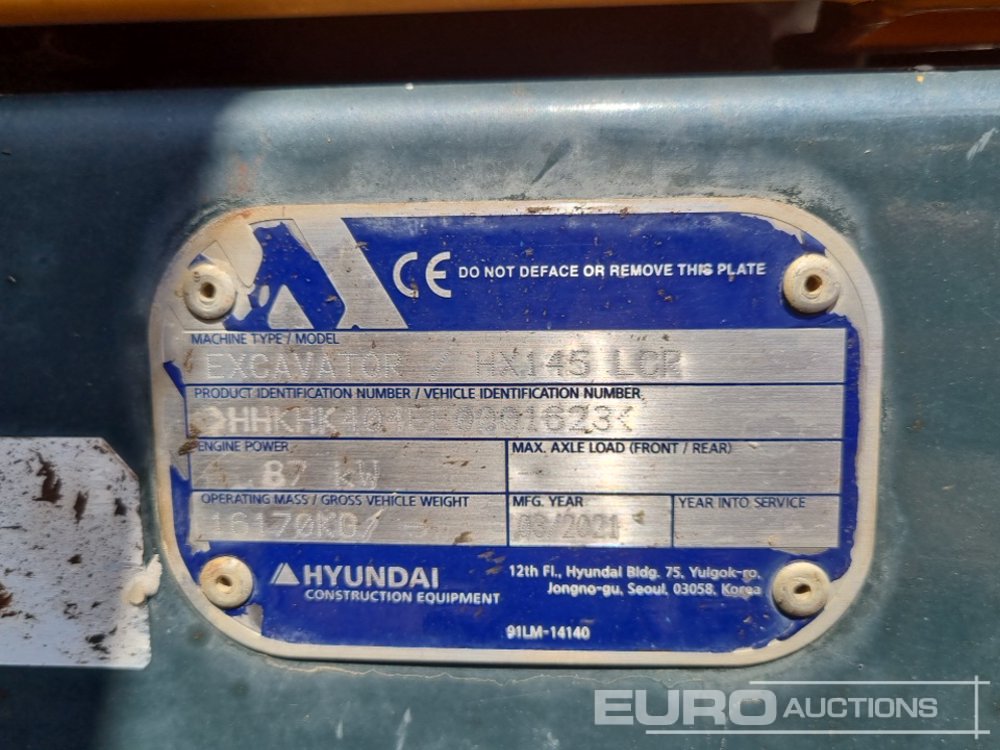 CE DO NOT DEFACE OR REMOVE THIS PLATE
MACHINE TYPE / MODEL
EXCAVATOR / HX145 LCR
PRODUCT IDENTIFICATION NUMBER / VEHICLE IDENTIFICATION NUMBER
ENGINE POWER
87 kW
MAX. AXLE LOAD (FRONT / REAR)
-
OPERATING MASS / GROSS VEHICLE WEIGHT
16170KG/ -
MFG. YEAR
03/2021
YEAR INTO SERVICE
HYUNDAI
CONSTRUCTION EQUIPMENT
12th Fl., Hyundai Bldg. 75, Yulgok-ro,
Jongno-gu, Seoul, 03058, Korea
91LM-14140
EURO AUCTIONS